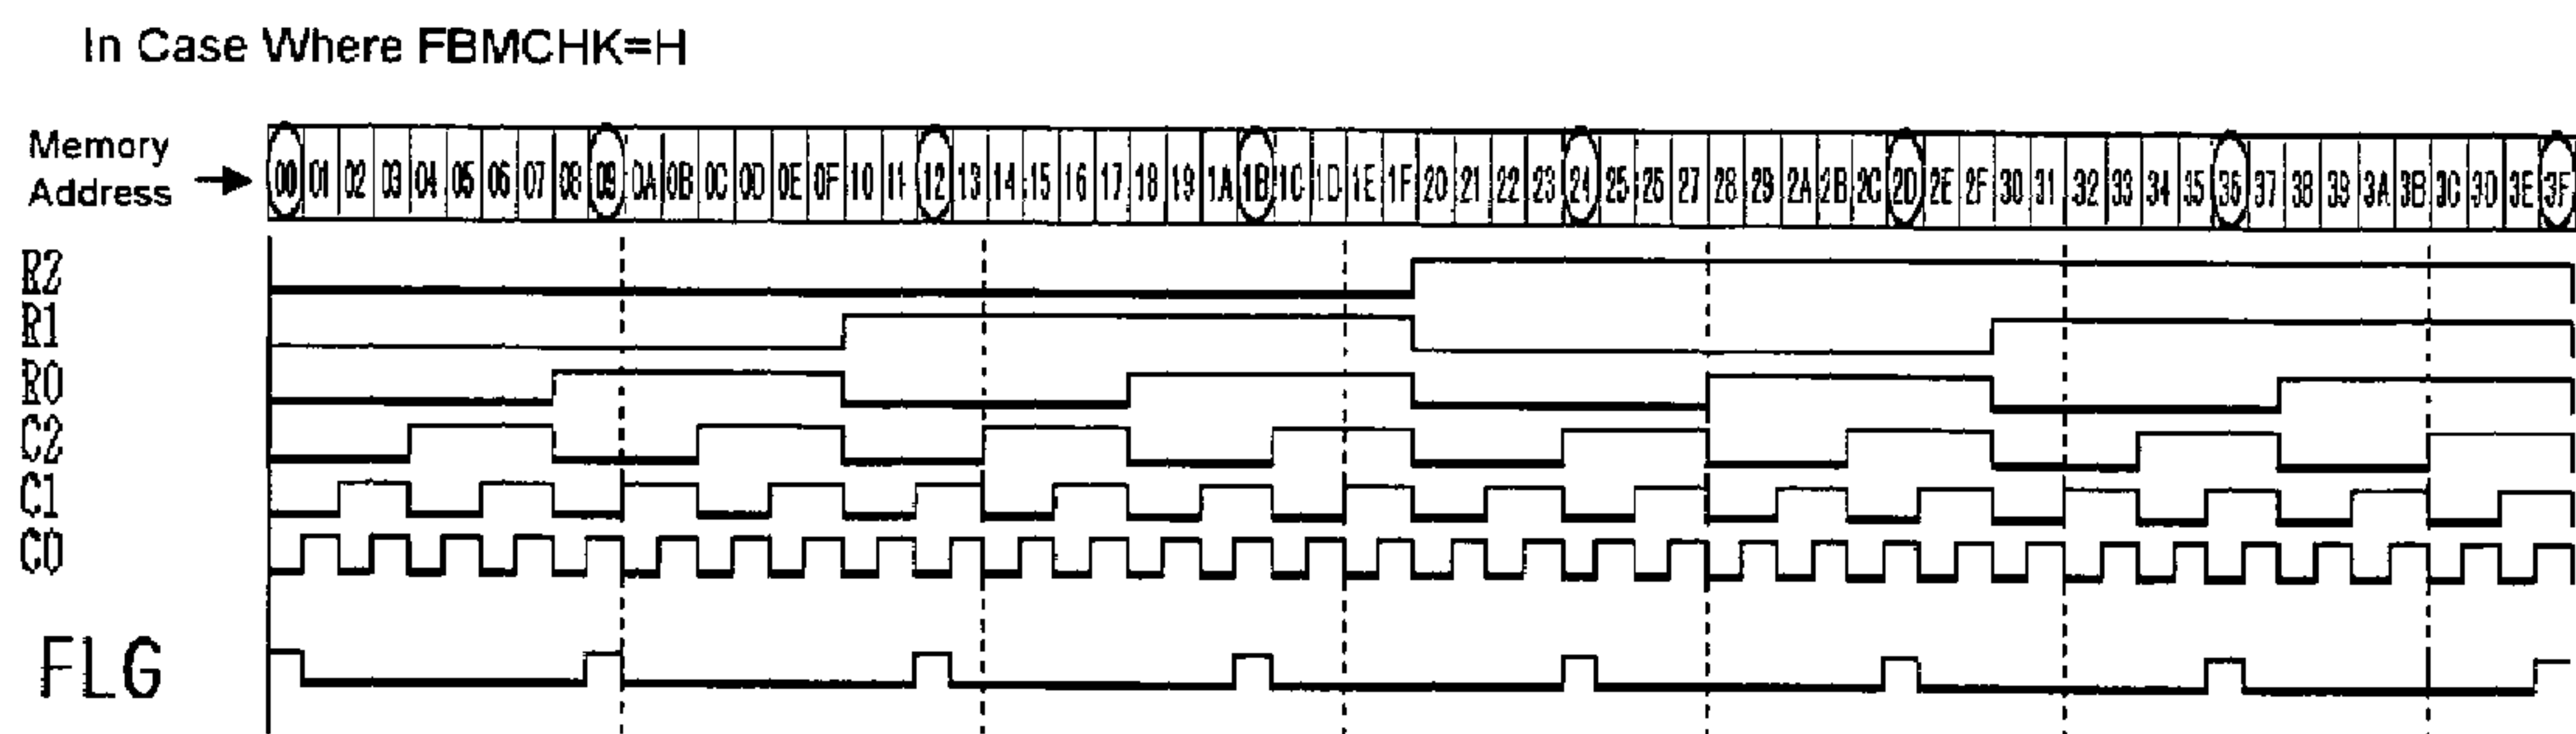 In Case Where FBMCHK=H
Memory
Address
00 01 02 03 04 05 06 07 08 09 0A 0B 0C 0D 0E 0F 10 11 12 13 14 15 16 17 18 19 1A 1B 1C 1D 1E 1F 20 21 22 23 24 25 26 27 28 29 2A 2B 2C 2D 2E 2F 30 31 32 33 34 35 36 37 38 39 3A 3B 3C 3D 3E 3F
R2
R1
R0
C2
C1
C0
FLG